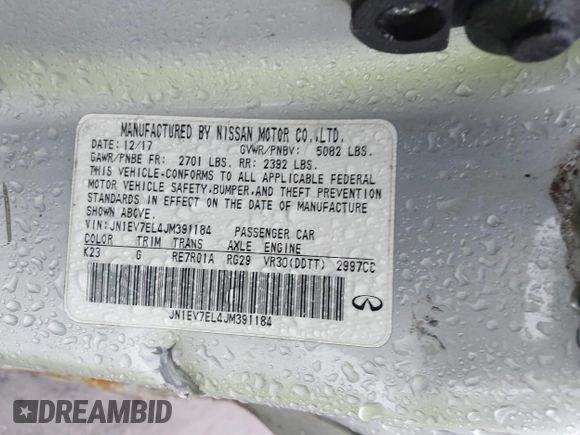 MANUFACTURED BY NISSAN MOTOR CO.,LTD.
DATE: 12/17 GVWR/PNBV: 5082 LBS.
GAWR/PNBE FR: 2701 LBS. RR: 2392 LBS.
THIS VEHICLE CONFORMS TO ALL APPLICABLE FEDERAL
MOTOR VEHICLE SAFETY, BUMPER, AND THEFT PREVENTION
STANDARDS IN EFFECT ON THE DATE OF MANUFACTURE
SHOWN ABOVE.
VIN: JN1EV7EL4JM391184 PASSENGER CAR
COLOR TRIM TRANS AXLE ENGINE
K23 G RE7R01A RG29 VR30(DDTT) 2997CC
JN1EV7EL4JM391184
DREAMBID